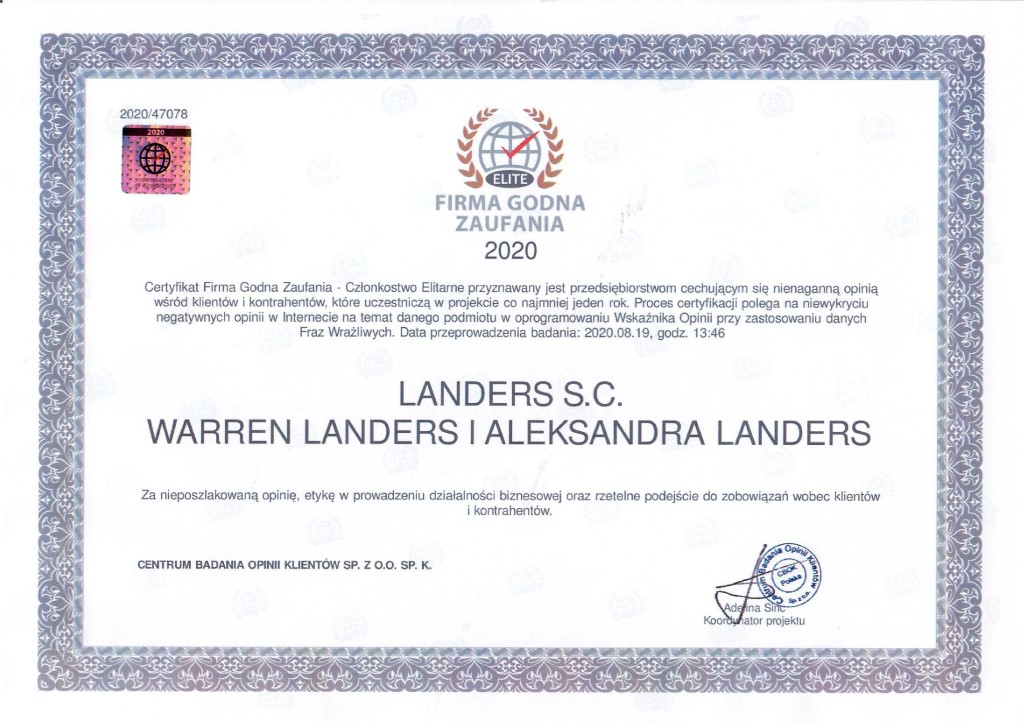 2020/47078
2020
ELITE
FIRMA GODNA
ZAUFANIA
2020
Certyfikat Firma Godna Zaufania - Członkostwo Elitarne przyznawany jest przedsiębiorstwom cechującym się nienaganną opinią
wśród klientów i kontrahentów, które uczestniczą w projekcie co najmniej jeden rok. Proces certyfikacji polega na niewykryciu
negatywnych opinii w Internecie na temat danego podmiotu w oprogramowaniu Wskaźnika Opinii przy zastosowaniu danych
Fraz Wrażliwych. Data przeprowadzenia badania: 2020.08.19, godz. 13:46
LANDERS S.C.
WARREN LANDERS I ALEKSANDRA LANDERS
Za nieposzlakowaną opinię, etykę w prowadzeniu działalności biznesowej oraz rzetelne podejście do zobowiązań wobec klientów
i kontrahentów.
CENTRUM BADANIA OPINII KLIENTÓW SP. Z O.O. SP. K.
Centrum Badania Opinii Klientów
Sp. z o.o.
CBOK
Polska
Adelina
Koordynator projektu